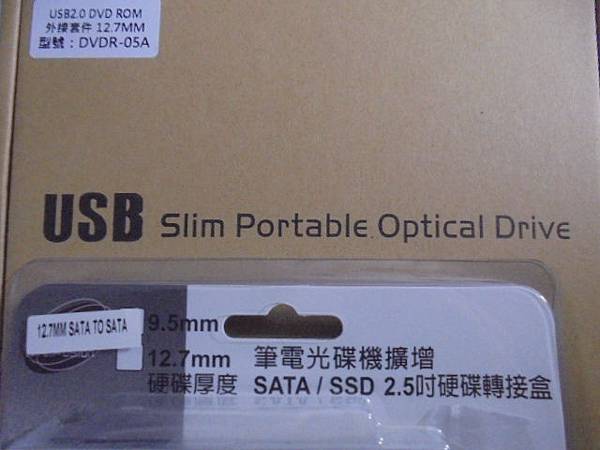 USB2.0 DVD ROM
外接套件 12.7MM
型號：DVDR-05A
USB Slim Portable Optical Drive
12.7MM SATA TO SATA
9.5mm
12.7mm 筆電光碟機擴增
硬碟厚度 SATA / SSD 2.5吋硬碟轉接盒